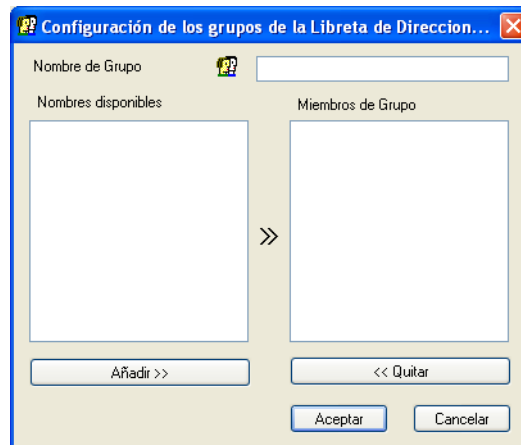 Configuración de los grupos de la Libreta de Direccion...
Nombre de Grupo
Nombres disponibles
Miembros de Grupo
>>
Añadir >>
<< Quitar
Aceptar
Cancelar